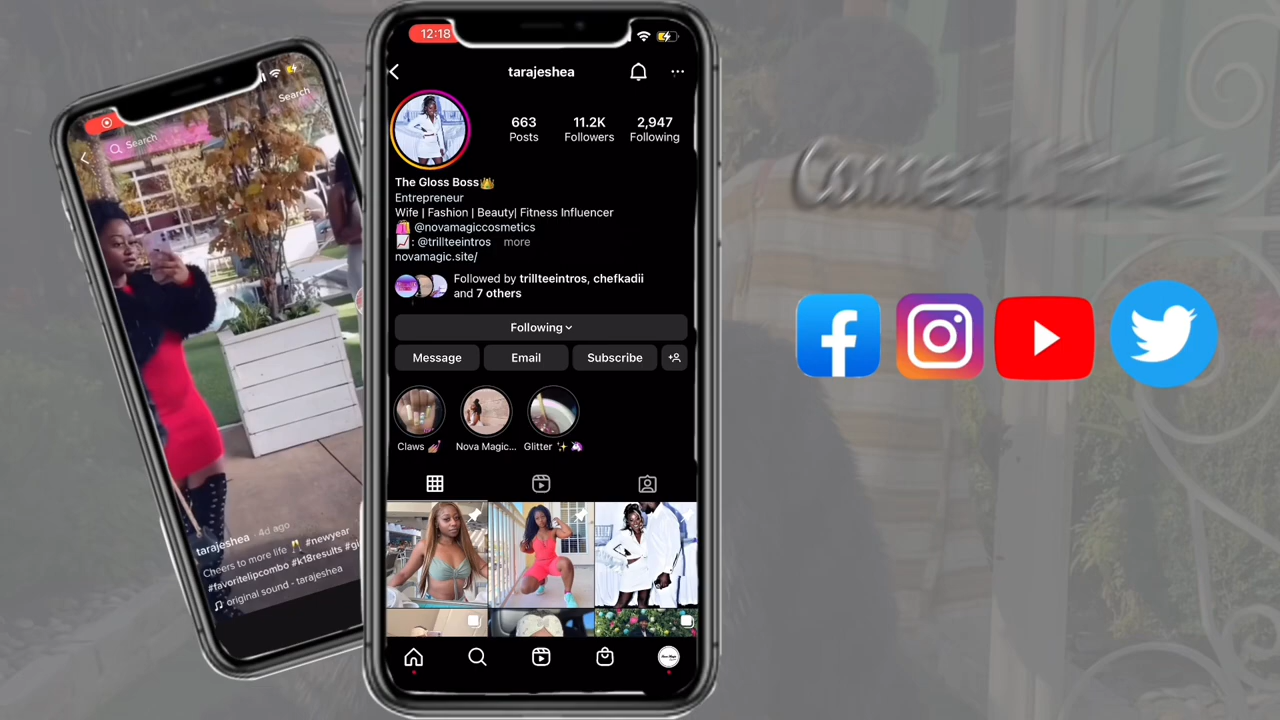 Search
Search
tarajeshea · 4d ago
Cheers to more life 🥂 #newyear
#favoritelipcombo #k18results #gl
original sound - tarajeshea
12:18
tarajeshea
663
Posts
11.2K
Followers
2,947
Following
The Gloss Boss👑
Entrepreneur
Wife | Fashion | Beauty| Fitness Influencer
🛍️ @novamagiccosmetics
📈: @trillteeintros more
novamagic.site/
Followed by trillteeintros, chefkadii
and 7 others
Following
Message
Email
Subscribe
Claws 💅🏾
Nova Magic...
Glitter ✨ 🦄